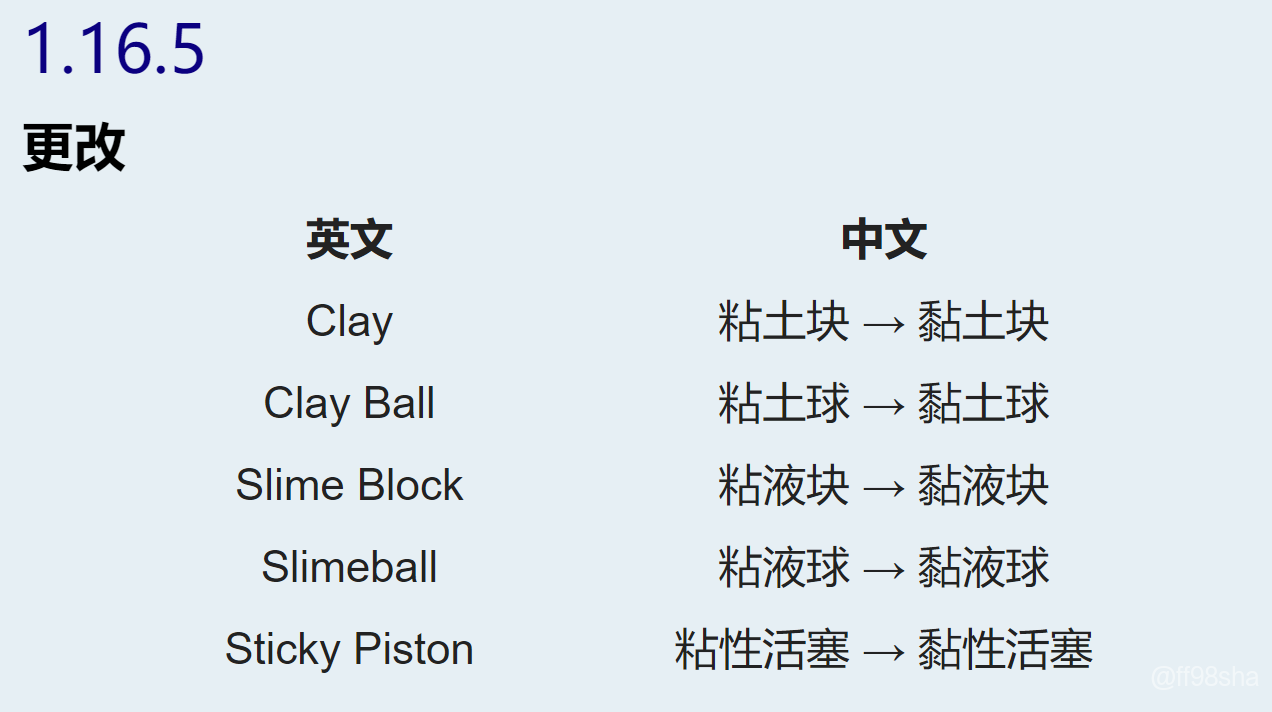 1.16.5
更改
英文 中文
Clay 粘土块 → 黏土块
Clay Ball 粘土球 → 黏土球
Slime Block 粘液块 → 黏液块
Slimeball 粘液球 → 黏液球
Sticky Piston 粘性活塞 → 黏性活塞
@ff98sha